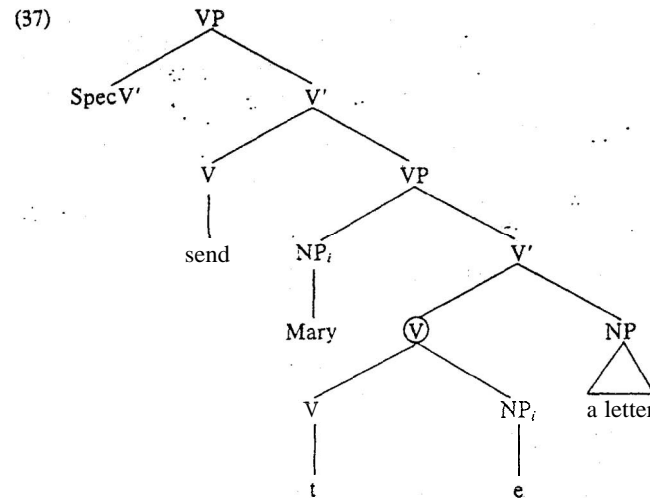 (37) VP
SpecV' V'
V VP
send NP_i V'
Mary V NP
V NP_i a letter
t e